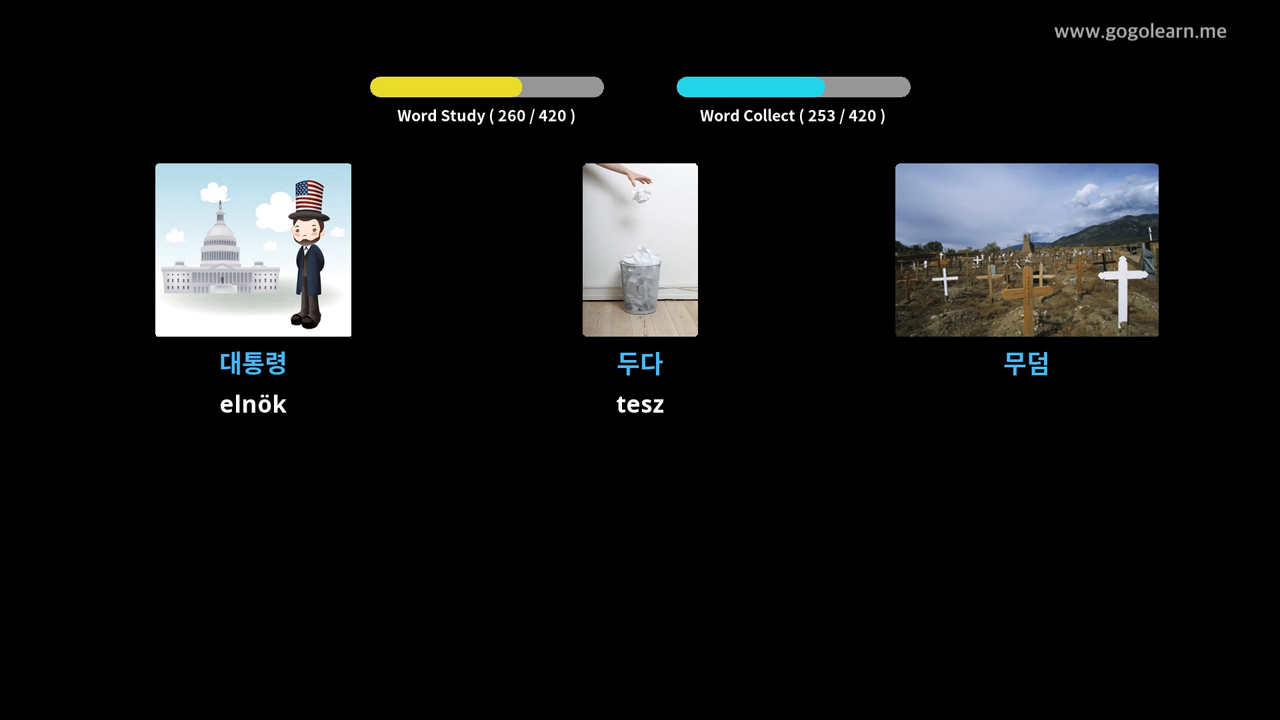 www.gogolearn.me
Word Study ( 260 / 420 )
Word Collect ( 253 / 420 )
대통령
두다
무덤
elnök
tesz